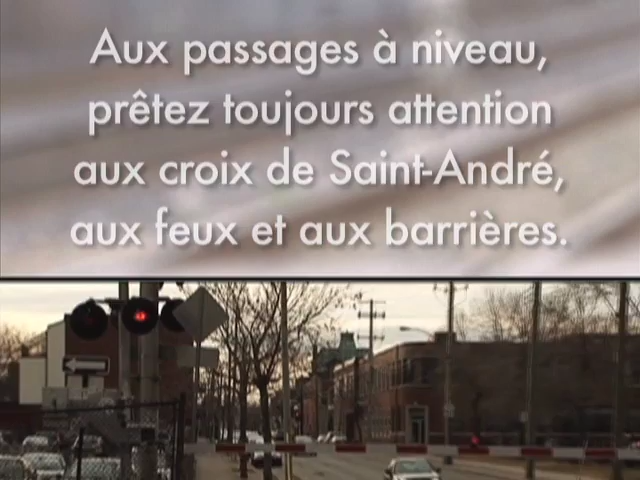 Aux passages à niveau,
prêtez toujours attention
aux croix de Saint-André,
aux feux et aux barrières.